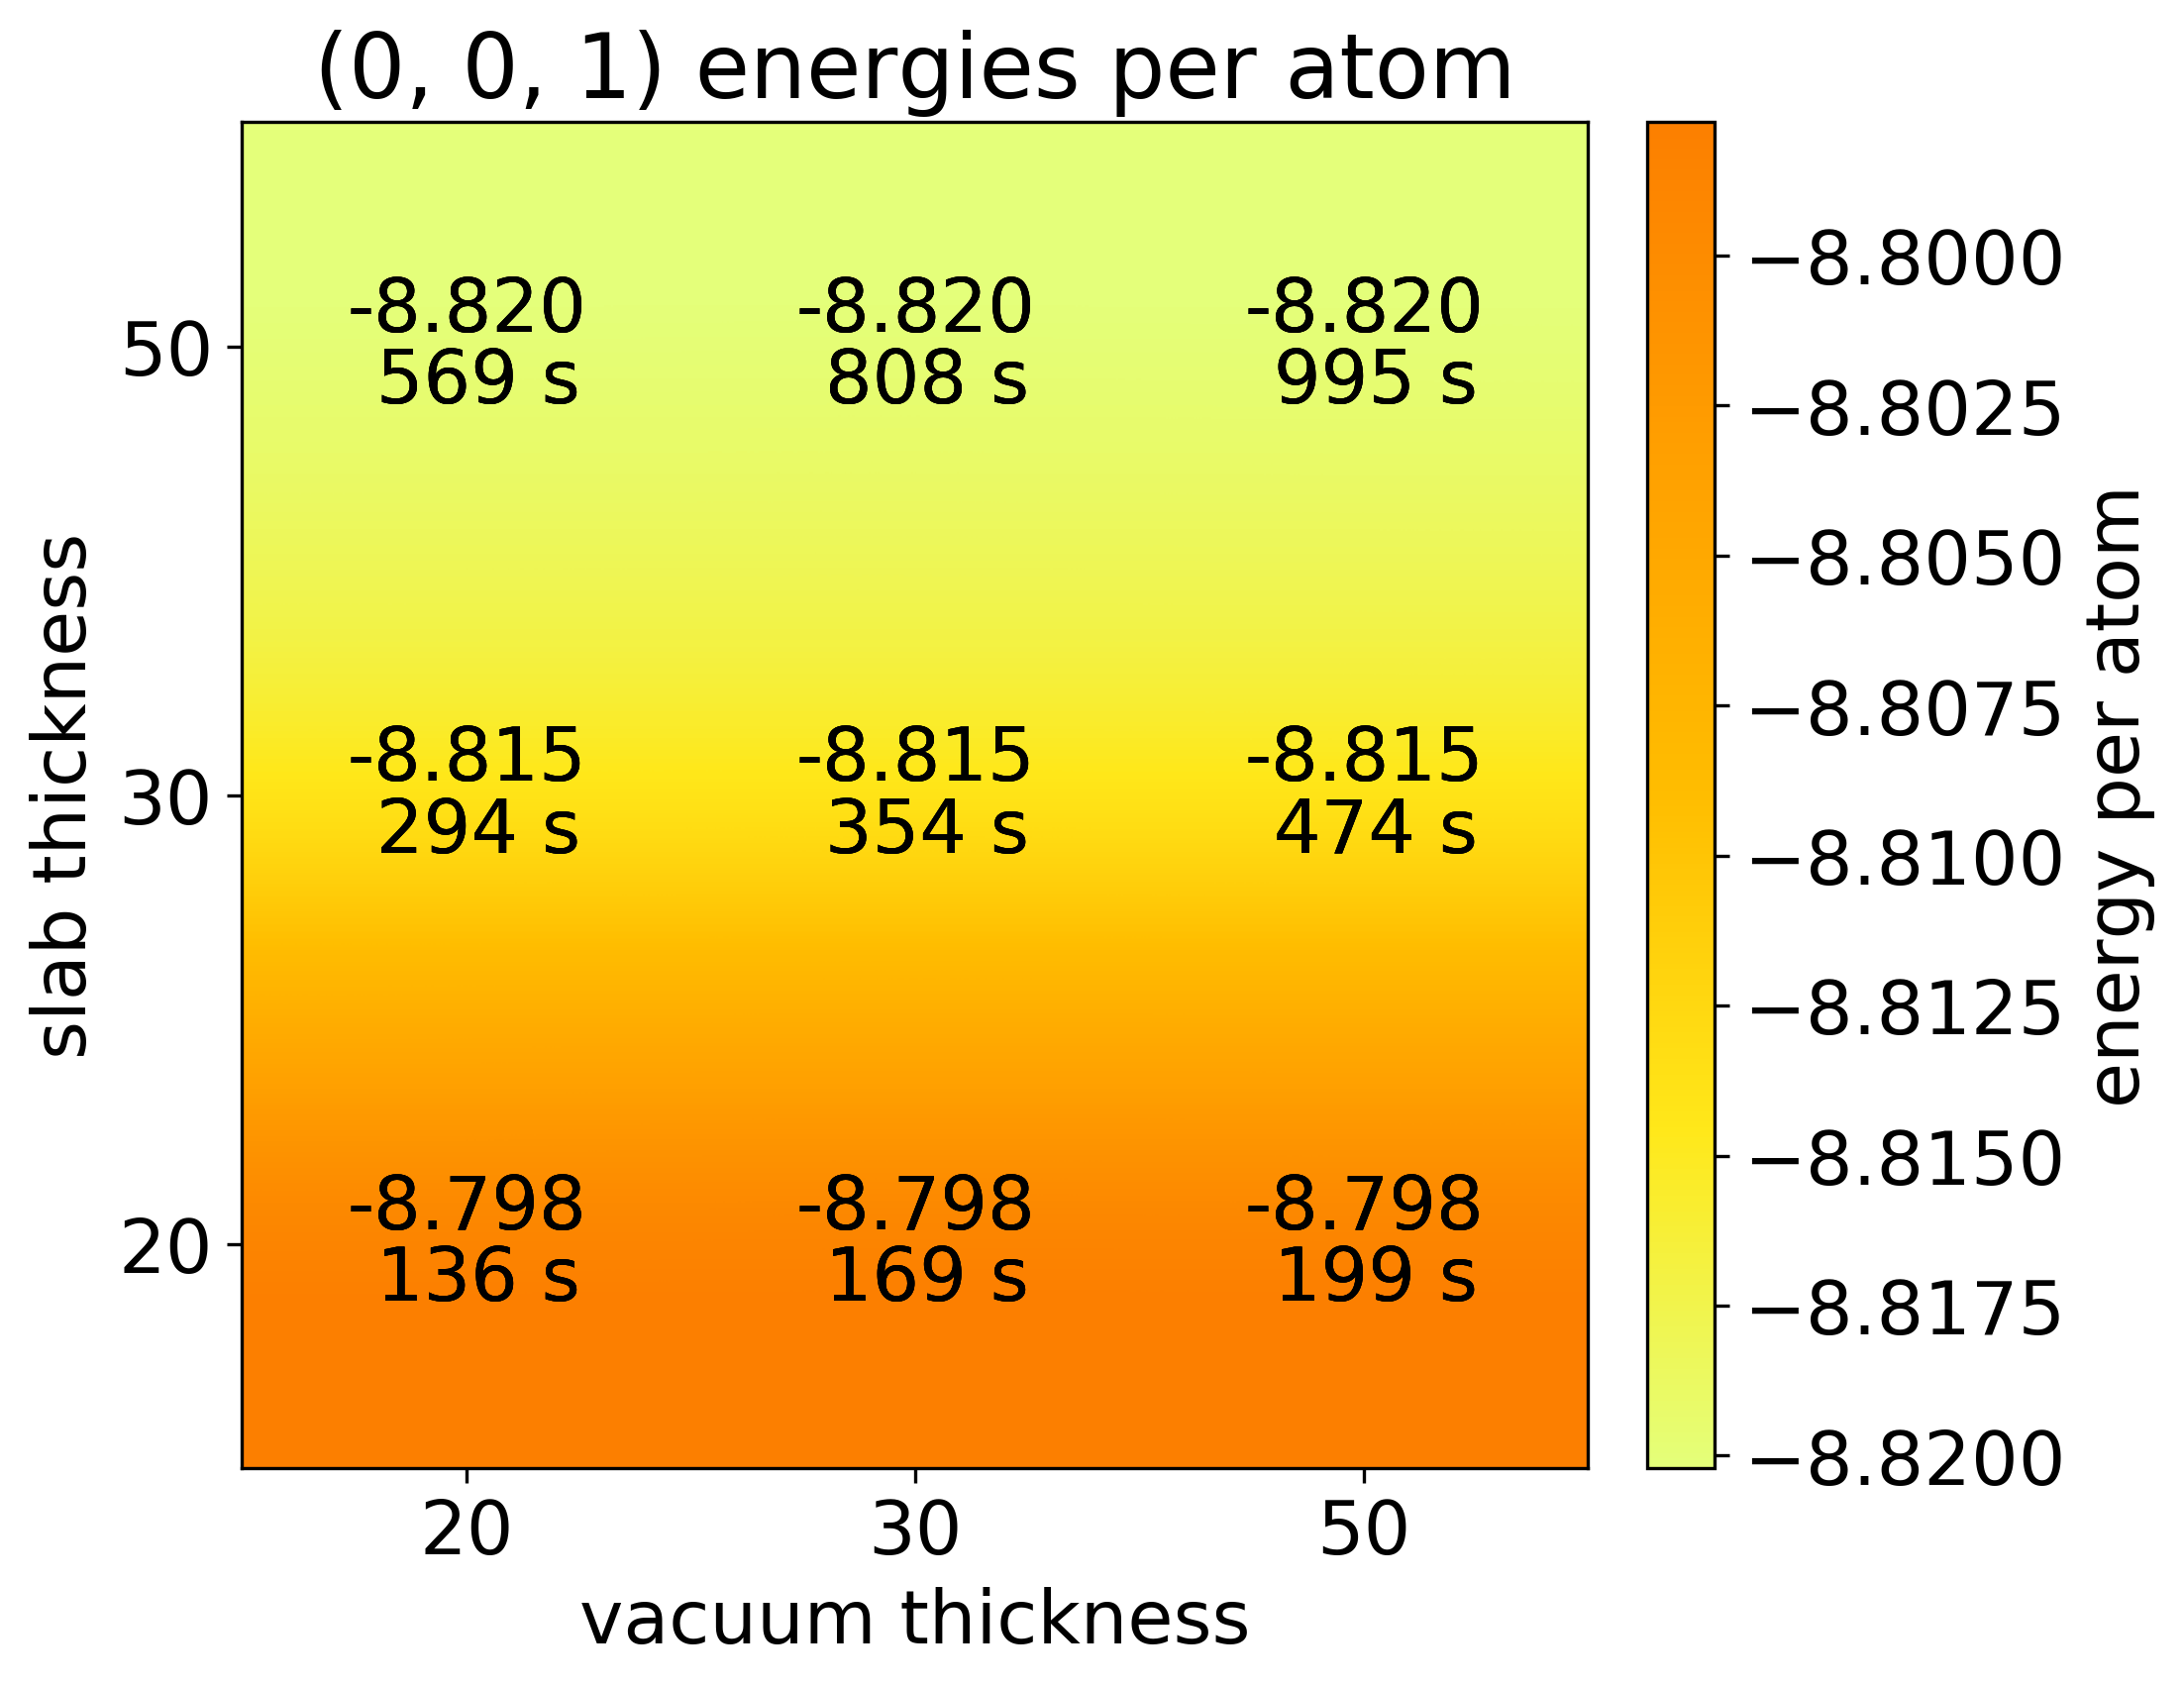 (0, 0, 1) energies per atom
slab thickness
50
30
20
-8.820
569 s
-8.820
808 s
-8.820
995 s
-8.815
294 s
-8.815
354 s
-8.815
474 s
-8.798
136 s
-8.798
169 s
-8.798
199 s
20
30
50
vacuum thickness
−8.8000
−8.8025
−8.8050
−8.8075
−8.8100
−8.8125
−8.8150
−8.8175
−8.8200
energy per atom